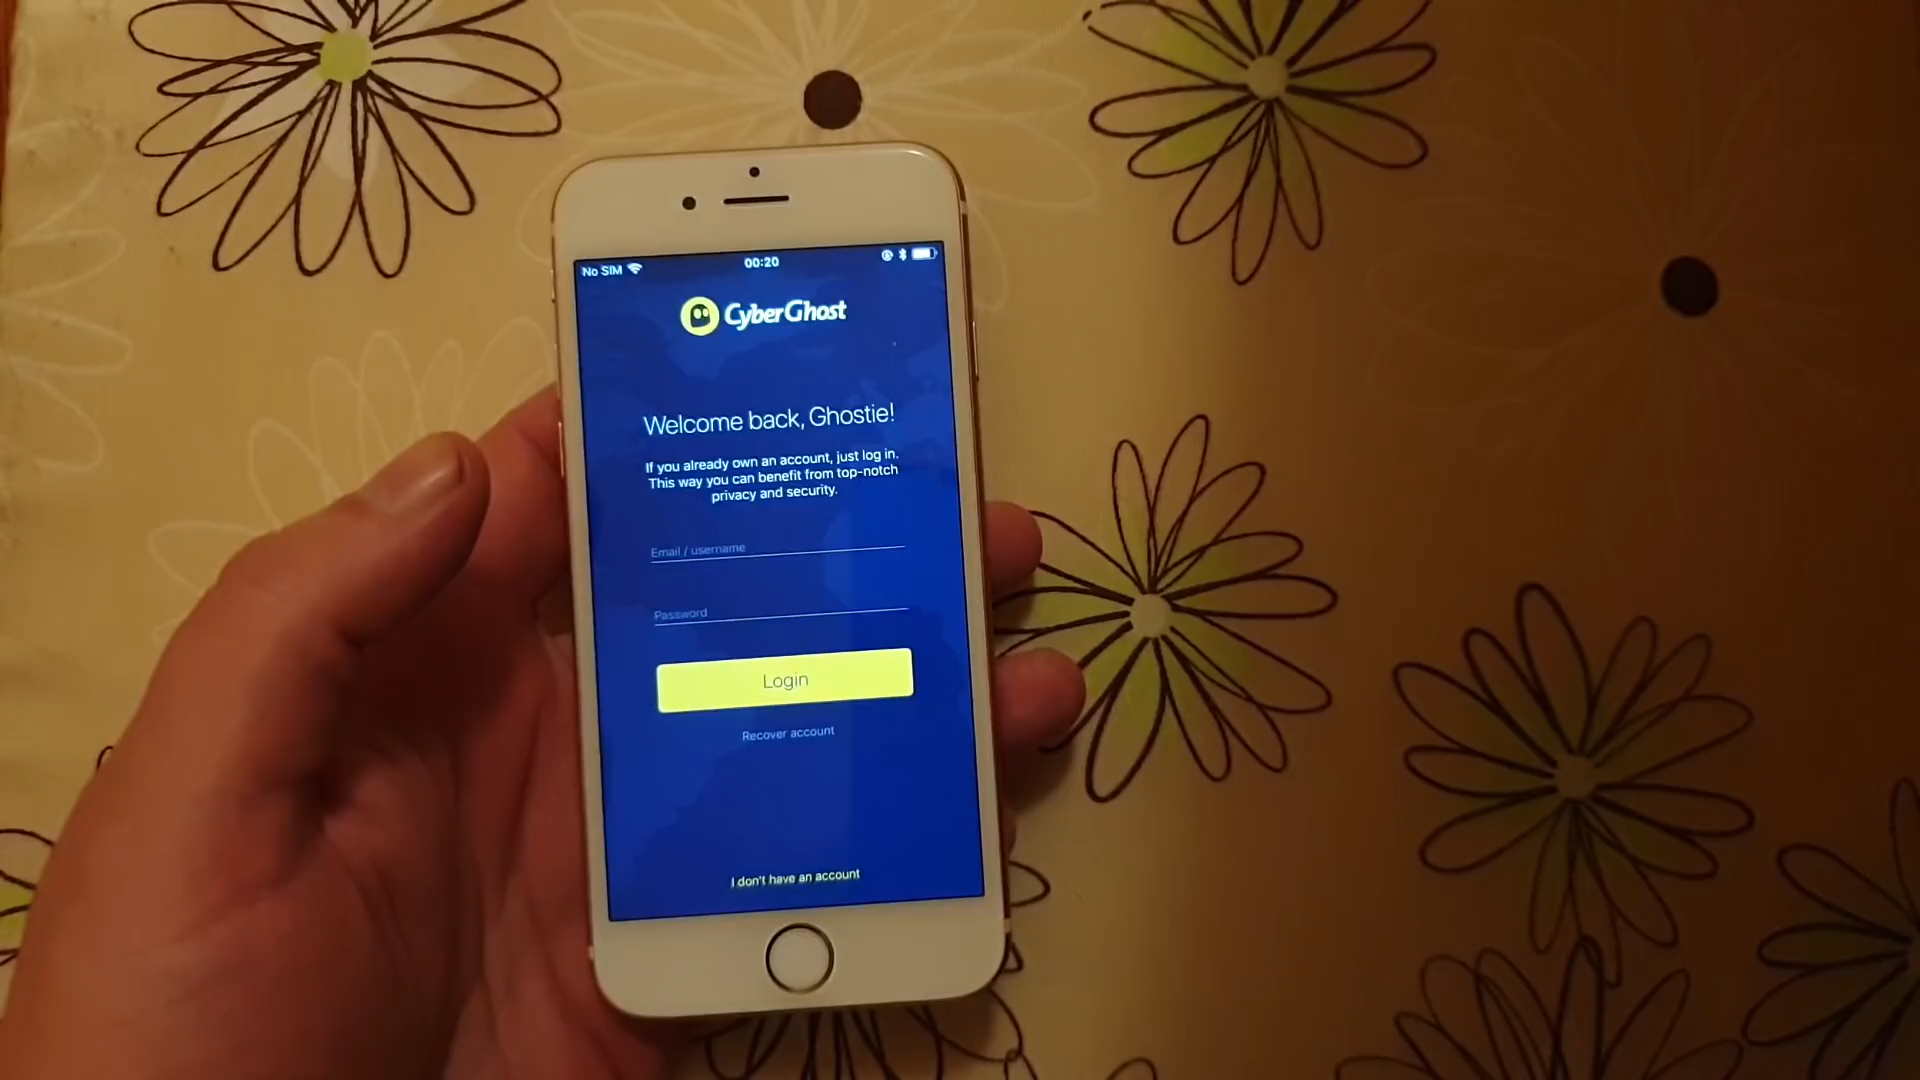 No SIM
00:20
CyberGhost
Welcome back, Ghostie!
If you already own an account, just log in.
This way you can benefit from top-notch
privacy and security.
Email / username
Password
Login
Recover account
I don't have an account